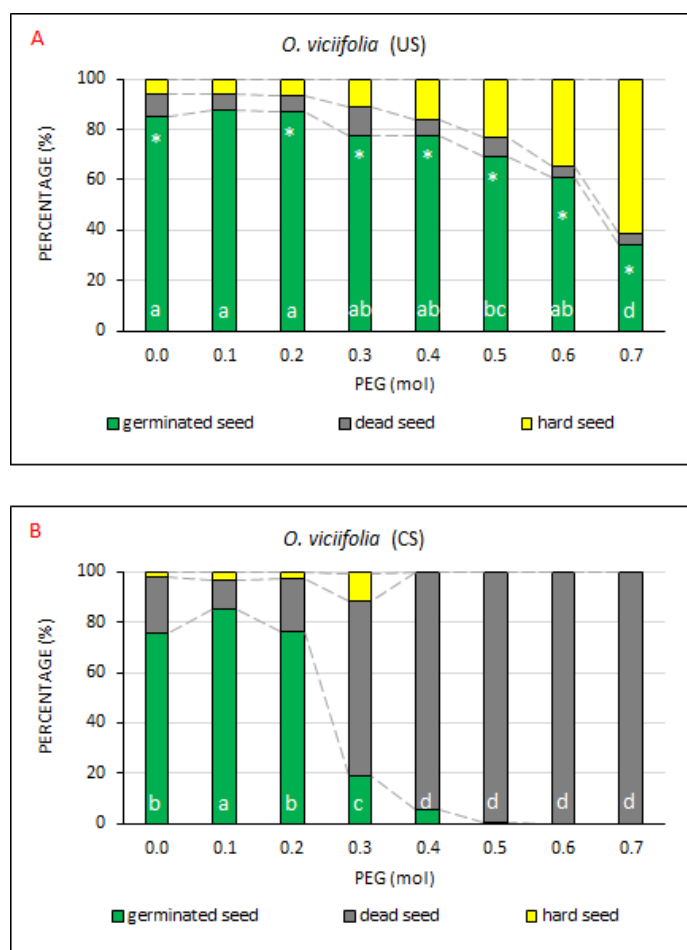 A
O. viciifolia (US)
PERCENTAGE (%)
100
80
60
40
20
0
* * * * * * *
a a a ab ab bc ab d
0.0 0.1 0.2 0.3 0.4 0.5 0.6 0.7
PEG (mol)
germinated seed dead seed hard seed
B
O. viciifolia (CS)
PERCENTAGE (%)
100
80
60
40
20
0
b a b c d d d d
0.0 0.1 0.2 0.3 0.4 0.5 0.6 0.7
PEG (mol)
germinated seed dead seed hard seed